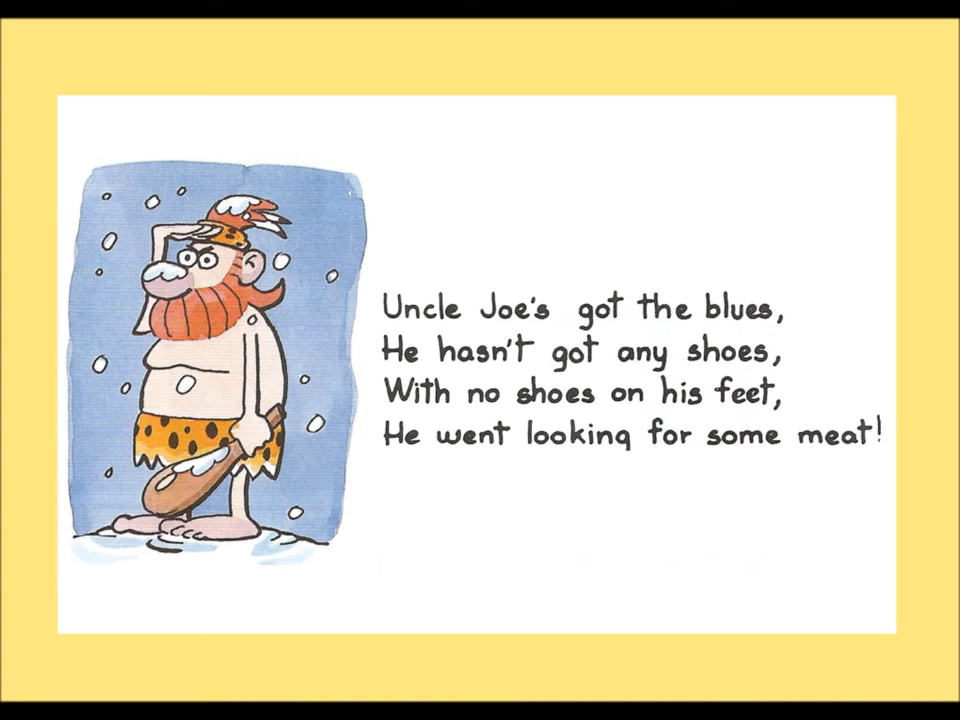 Uncle Joe's got the blues,
He hasn't got any shoes,
With no shoes on his feet,
He went looking for some meat!